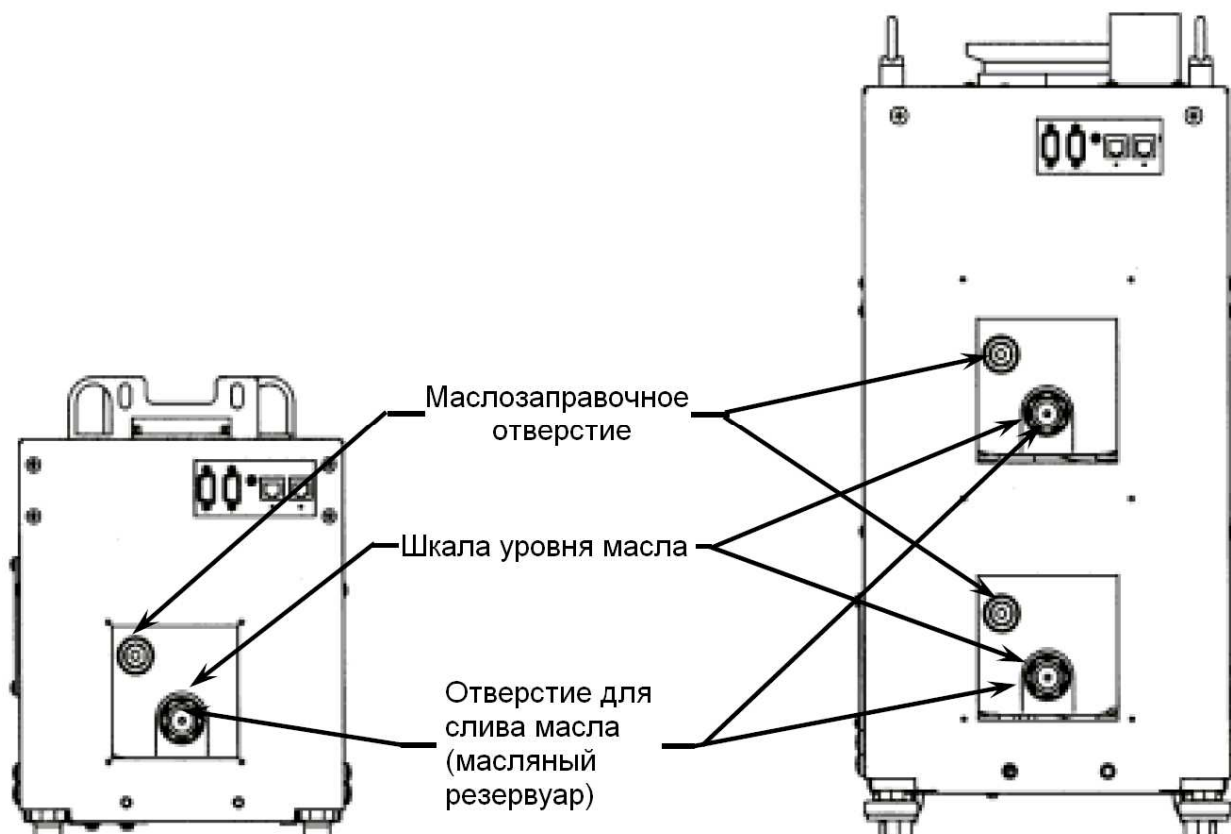 Маслозаправочное
отверстие
Шкала уровня масла
Отверстие для
слива масла
(масляный
резервуар)